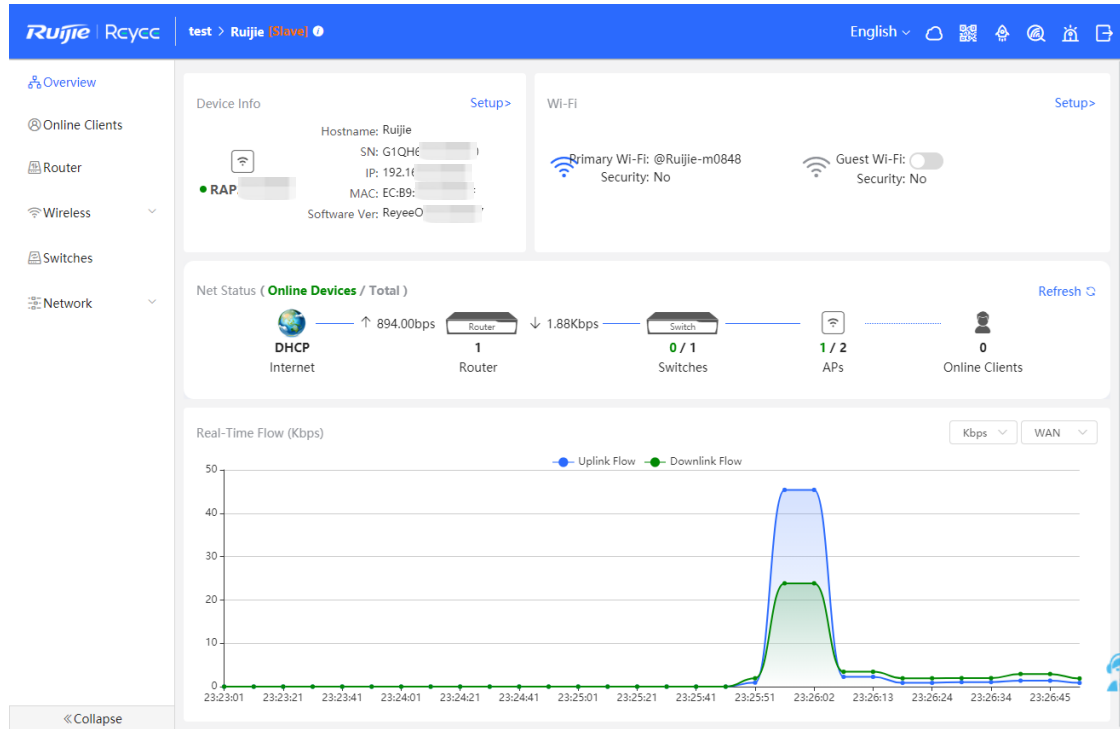 Ruijie | Rcycc
test > Ruijie [Slave]
English
Overview
Online Clients
Router
Wireless
Switches
Network
«Collapse
Device Info
Setup>
Hostname: Ruijie
SN: G1QH6
IP: 192.16
MAC: EC:B9:
Software Ver: ReyeeO
RAP
Wi-Fi
Setup>
Primary Wi-Fi: @Ruijie-m0848
Security: No
Guest Wi-Fi:
Security: No
Net Status ( Online Devices / Total )
Refresh
↑ 894.00bps
Router
↓ 1.88Kbps
Switch
DHCP
1
0 / 1
1 / 2
0
Internet
Router
Switches
APs
Online Clients
Real-Time Flow (Kbps)
Kbps
WAN
Uplink Flow
Downlink Flow
50
40
30
20
10
0
23:23:01 23:23:21 23:23:41 23:24:01 23:24:21 23:24:41 23:25:01 23:25:21 23:25:41 23:25:51 23:26:02 23:26:13 23:26:24 23:26:34 23:26:45